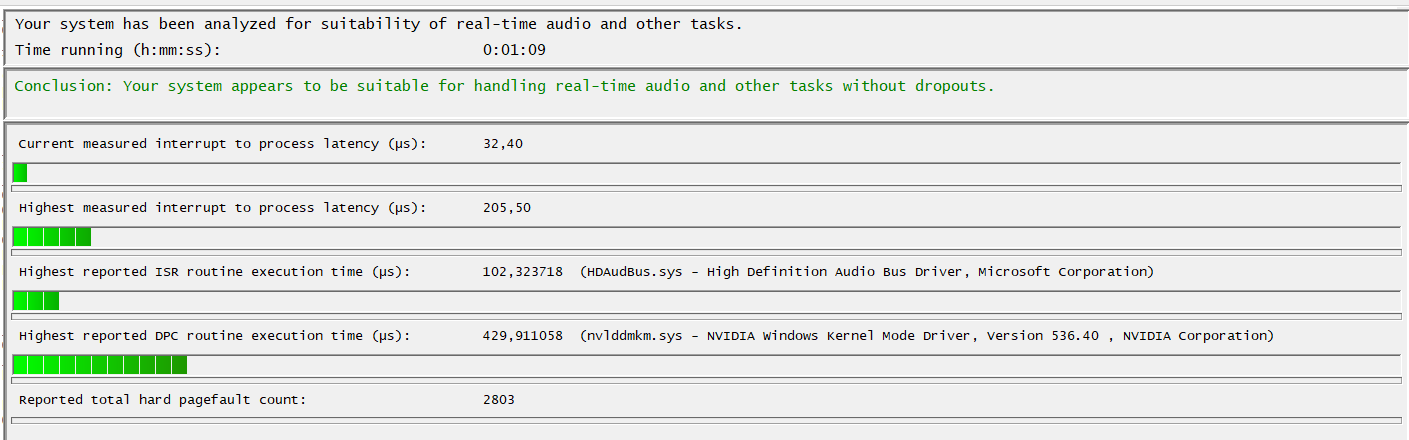 Your system has been analyzed for suitability of real-time audio and other tasks.
Time running (h:mm:ss): 0:01:09
Conclusion: Your system appears to be suitable for handling real-time audio and other tasks without dropouts.
Current measured interrupt to process latency (µs): 32,40
Highest measured interrupt to process latency (µs): 205,50
Highest reported ISR routine execution time (µs): 102,323718 (HDAudBus.sys - High Definition Audio Bus Driver, Microsoft Corporation)
Highest reported DPC routine execution time (µs): 429,911058 (nvlddmkm.sys - NVIDIA Windows Kernel Mode Driver, Version 536.40 , NVIDIA Corporation)
Reported total hard pagefault count: 2803